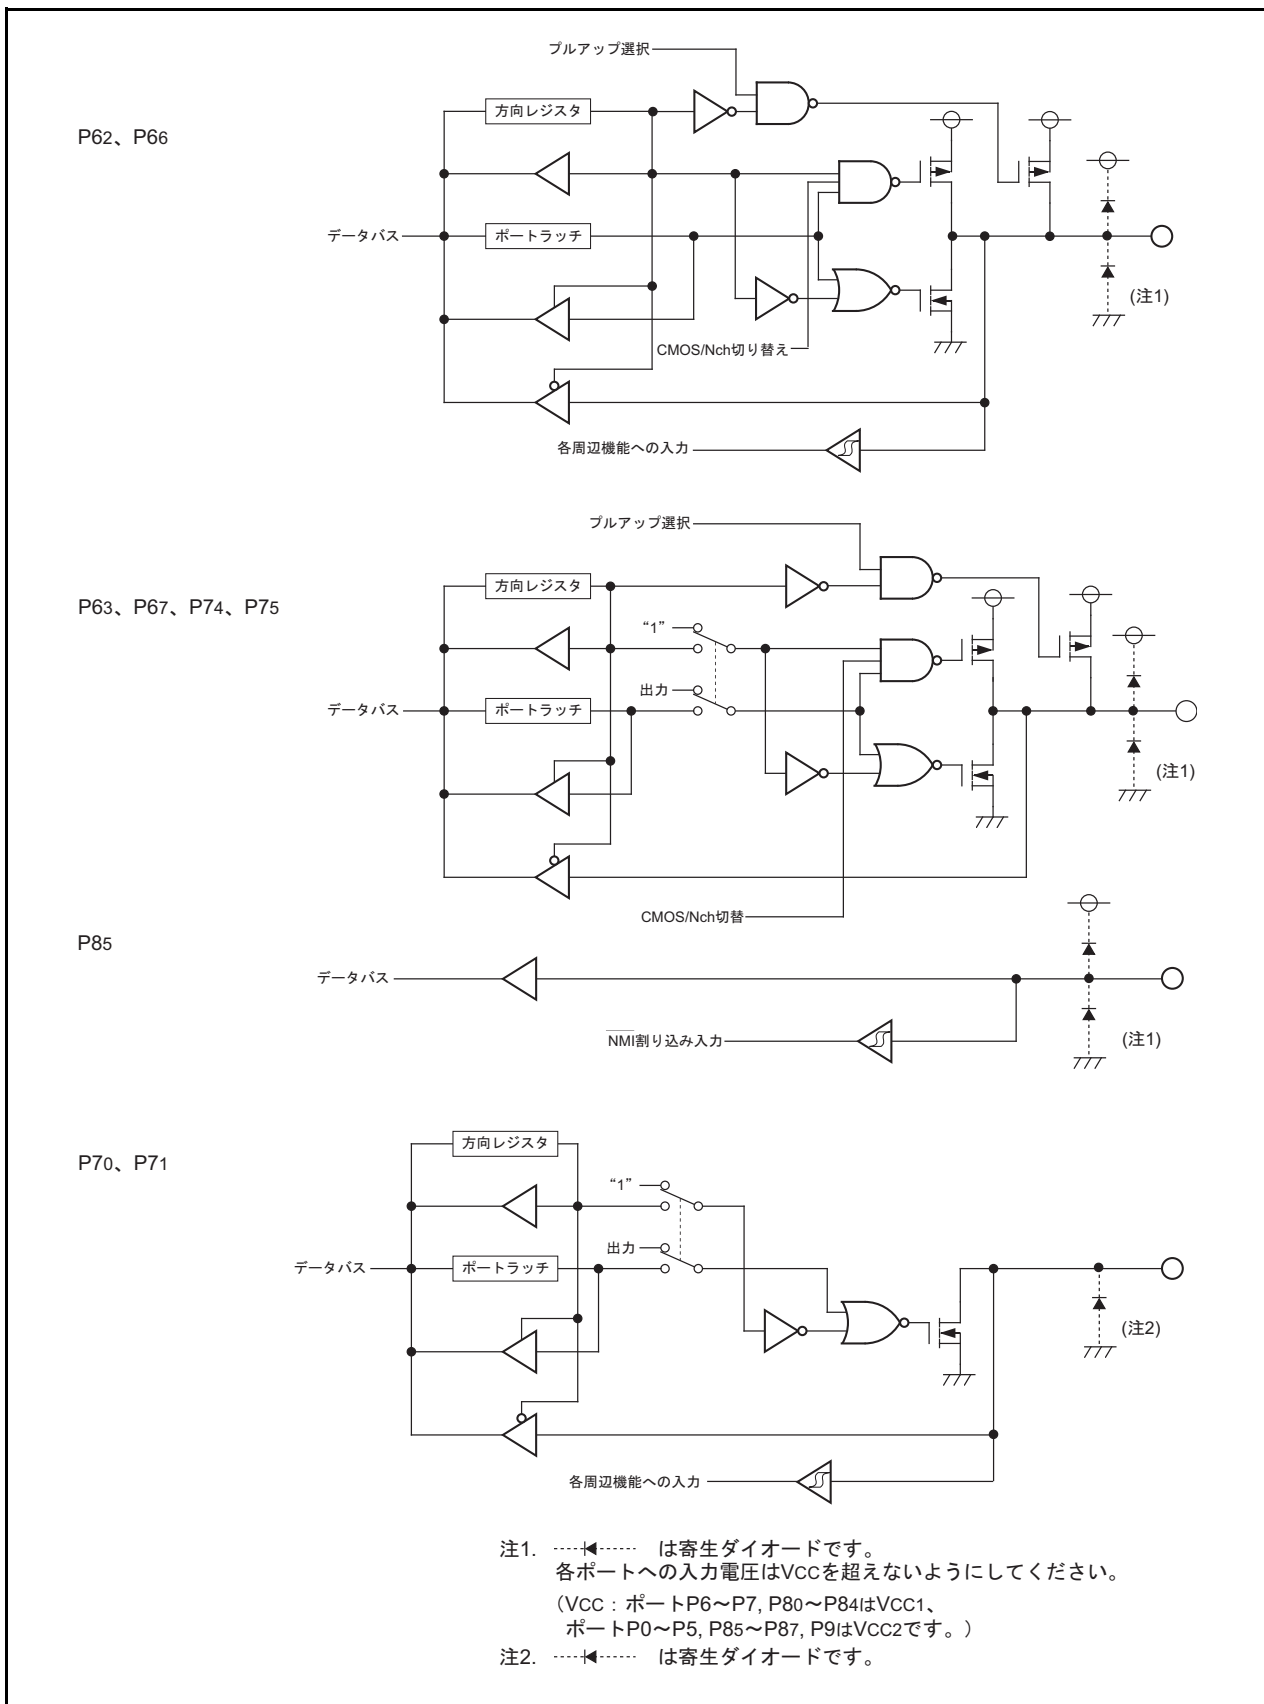 P62、P66
プルアップ選択
方向レジスタ
データバス
ポートラッチ
(注1)
CMOS/Nch切り替え
各周辺機能への入力
P63、P67、P74、P75
プルアップ選択
方向レジスタ
“1”
出力
データバス
ポートラッチ
(注1)
CMOS/Nch切替
P85
データバス
NMI割り込み入力
(注1)
P70、P71
方向レジスタ
“1”
出力
データバス
ポートラッチ
(注2)
各周辺機能への入力
注1. は寄生ダイオードです。
各ポートへの入力電圧はVCCを超えないようにしてください。
（VCC : ポートP6～P7, P80～P84はVCC1、
ポートP0～P5, P85～P87, P9はVCC2です。）
注2. は寄生ダイオードです。